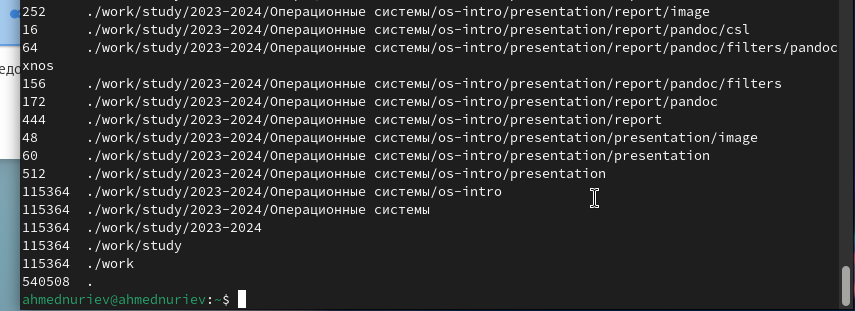 252 ./work/study/2023-2024/Операционные системы/os-intro/presentation/report/image
16 ./work/study/2023-2024/Операционные системы/os-intro/presentation/report/pandoc/csl
64 ./work/study/2023-2024/Операционные системы/os-intro/presentation/report/pandoc/filters/pandoc
xnos
156 ./work/study/2023-2024/Операционные системы/os-intro/presentation/report/pandoc/filters
172 ./work/study/2023-2024/Операционные системы/os-intro/presentation/report/pandoc
444 ./work/study/2023-2024/Операционные системы/os-intro/presentation/report
48 ./work/study/2023-2024/Операционные системы/os-intro/presentation/presentation/image
60 ./work/study/2023-2024/Операционные системы/os-intro/presentation/presentation
512 ./work/study/2023-2024/Операционные системы/os-intro/presentation
115364 ./work/study/2023-2024/Операционные системы/os-intro
115364 ./work/study/2023-2024/Операционные системы
115364 ./work/study/2023-2024
115364 ./work/study
115364 ./work
540508 .
ahmednuriev@ahmednuriev:~$